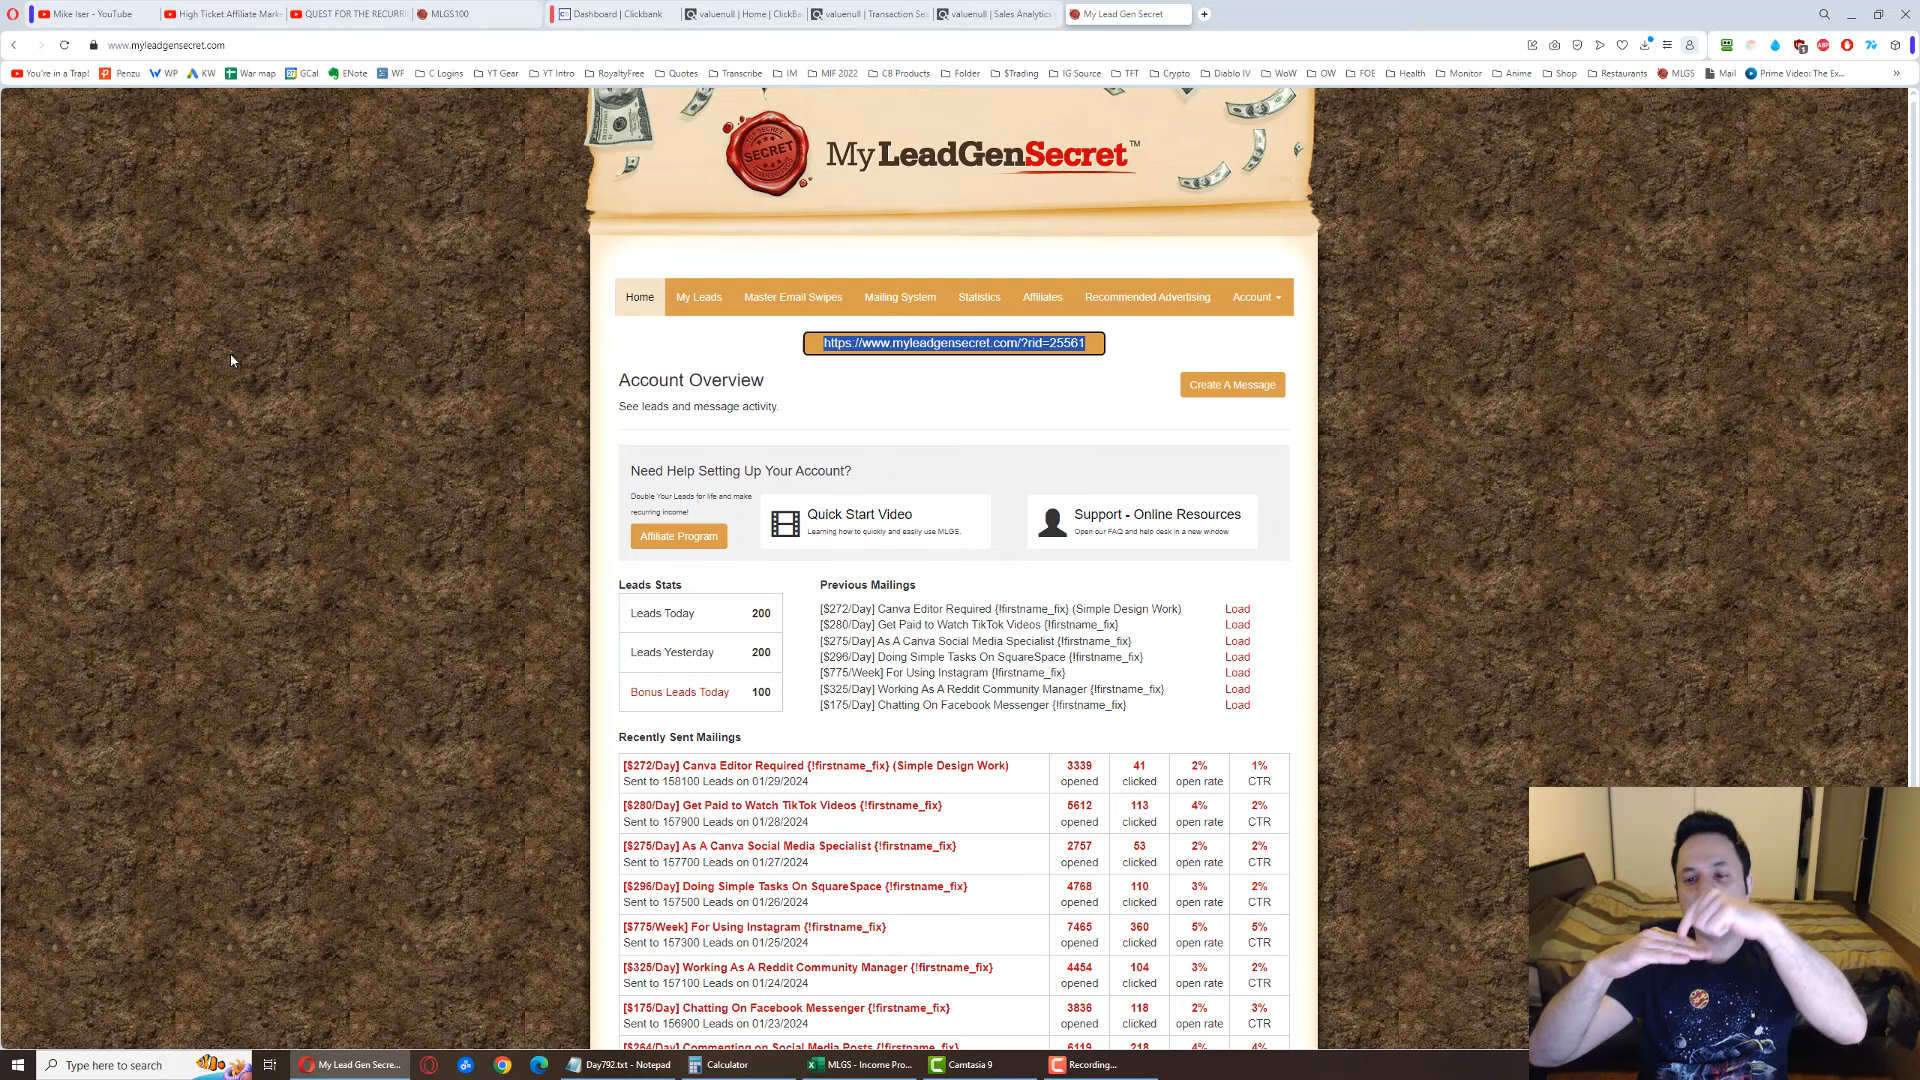 Mike Iser - YouTube
High Ticket Affiliate Mark
QUEST FOR THE RECURRI
MLGS100
Dashboard | Clickbank
valuenull | Home | ClickBa
valuenull | Transaction Se
valuenull | Sales Analytics
My Lead Gen Secret
www.myleadgensecret.com
You're in a Trap!
Penzu
WP
KW
War map
GCal
ENote
WF
C Logins
YT Gear
YT Intro
RoyaltyFree
Quotes
Transcribe
IM
MIF 2022
CB Products
Folder
$Trading
IG Source
TFT
Crypto
Diablo IV
WoW
OW
FOE
Health
Monitor
Anime
Shop
Restaurants
MLGS
Mail
Prime Video: The Ex...
SECRET
MyLeadGenSecret™
Home
My Leads
Master Email Swipes
Mailing System
Statistics
Affiliates
Recommended Advertising
Account
https://www.myleadgensecret.com/?rid=25561
Account Overview
Create A Message
See leads and message activity.
Need Help Setting Up Your Account?
Double Your Leads for life and make
recurring income!
Affiliate Program
Quick Start Video
Learning how to quickly and easily use MLGS.
Support - Online Resources
Open our FAQ and help desk in a new window
Leads Stats
Leads Today 200
Leads Yesterday 200
Bonus Leads Today 100
Previous Mailings
[$272/Day] Canva Editor Required {!firstname_fix} (Simple Design Work) Load
[$280/Day] Get Paid to Watch TikTok Videos {!firstname_fix} Load
[$275/Day] As A Canva Social Media Specialist {!firstname_fix} Load
[$296/Day] Doing Simple Tasks On SquareSpace {!firstname_fix} Load
[$775/Week] For Using Instagram {!firstname_fix} Load
[$325/Day] Working As A Reddit Community Manager {!firstname_fix} Load
[$175/Day] Chatting On Facebook Messenger {!firstname_fix} Load
Recently Sent Mailings
[$272/Day] Canva Editor Required {!firstname_fix} (Simple Design Work) 3339 41 2% 1%
Sent to 158100 Leads on 01/29/2024 opened clicked open rate CTR
[$280/Day] Get Paid to Watch TikTok Videos {!firstname_fix} 5612 113 4% 2%
Sent to 157900 Leads on 01/28/2024 opened clicked open rate CTR
[$275/Day] As A Canva Social Media Specialist {!firstname_fix} 2757 53 2% 2%
Sent to 157700 Leads on 01/27/2024 opened clicked open rate CTR
[$296/Day] Doing Simple Tasks On SquareSpace {!firstname_fix} 4768 110 3% 2%
Sent to 157500 Leads on 01/26/2024 opened clicked open rate CTR
[$775/Week] For Using Instagram {!firstname_fix} 7465 360 5% 5%
Sent to 157300 Leads on 01/25/2024 opened clicked open rate CTR
[$325/Day] Working As A Reddit Community Manager {!firstname_fix} 4454 104 3% 2%
Sent to 157100 Leads on 01/24/2024 opened clicked open rate CTR
[$175/Day] Chatting On Facebook Messenger {!firstname_fix} 3836 118 2% 3%
Sent to 156900 Leads on 01/23/2024 opened clicked open rate CTR
[$264/Day] Commenting on Social Media Posts {!firstname_fix} 6119 218 4% 4%
Type here to search
My Lead Gen Secre...
Day792.txt - Notepad
Calculator
MLGS - Income Pro...
Camtasia 9
Recording...